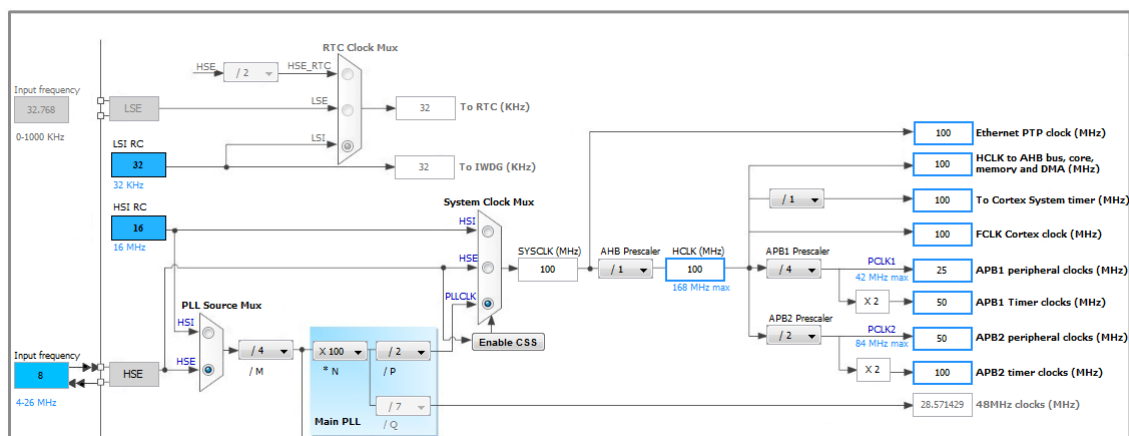 RTC Clock Mux
HSE
/ 2
HSE_RTC
Input frequency
32.768
0-1000 KHz
LSE
LSE
32
To RTC (KHz)
LSI RC
32
32 KHz
LSI
32
To IWDG (KHz)
HSI RC
16
16 MHz
System Clock Mux
HSI
HSE
PLLCLK
Enable CSS
SYSCLK (MHz)
100
AHB Prescaler
/ 1
HCLK (MHz)
100
168 MHz max
100
Ethernet PTP clock (MHz)
100
HCLK to AHB bus, core,
memory and DMA (MHz)
/ 1
100
To Cortex System timer (MHz)
100
FCLK Cortex clock (MHz)
APB1 Prescaler
/ 4
PCLK1
42 MHz max
25
APB1 peripheral clocks (MHz)
X 2
50
APB1 Timer clocks (MHz)
APB2 Prescaler
/ 2
PCLK2
84 MHz max
50
APB2 peripheral clocks (MHz)
X 2
100
APB2 timer clocks (MHz)
PLL Source Mux
HSI
HSE
Input frequency
8
4-26 MHz
HSE
/ 4
/ M
X 100
* N
/ 2
/ P
/ 7
/ Q
Main PLL
28.571429
48MHz clocks (MHz)